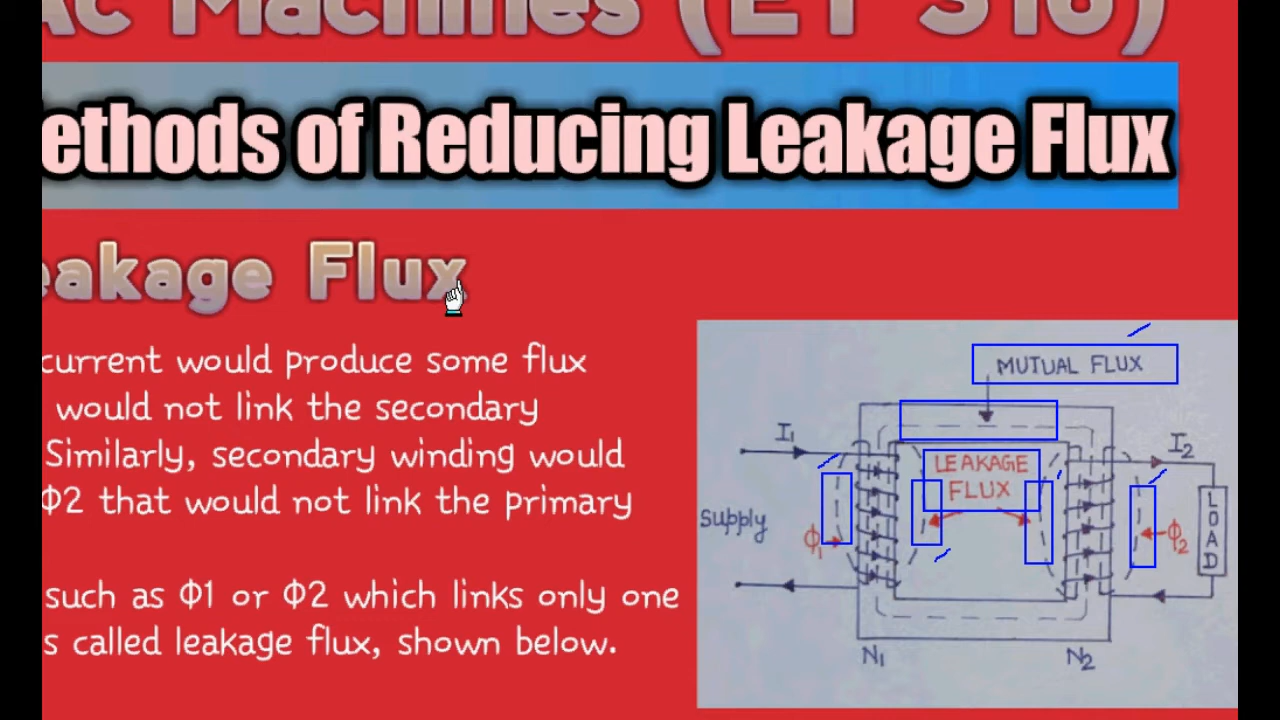 Ac Machines (ET 316)
ethods of Reducing Leakage Flux
eakage Flux
current would produce some flux
would not link the secondary
Similarly, secondary winding would
Φ2 that would not link the primary
such as Φ1 or Φ2 which links only one
s called leakage flux, shown below.
MUTUAL FLUX
I1
I2
LEAKAGE
FLUX
Supply
Φ1
Φ2
LOAD
N1
N2